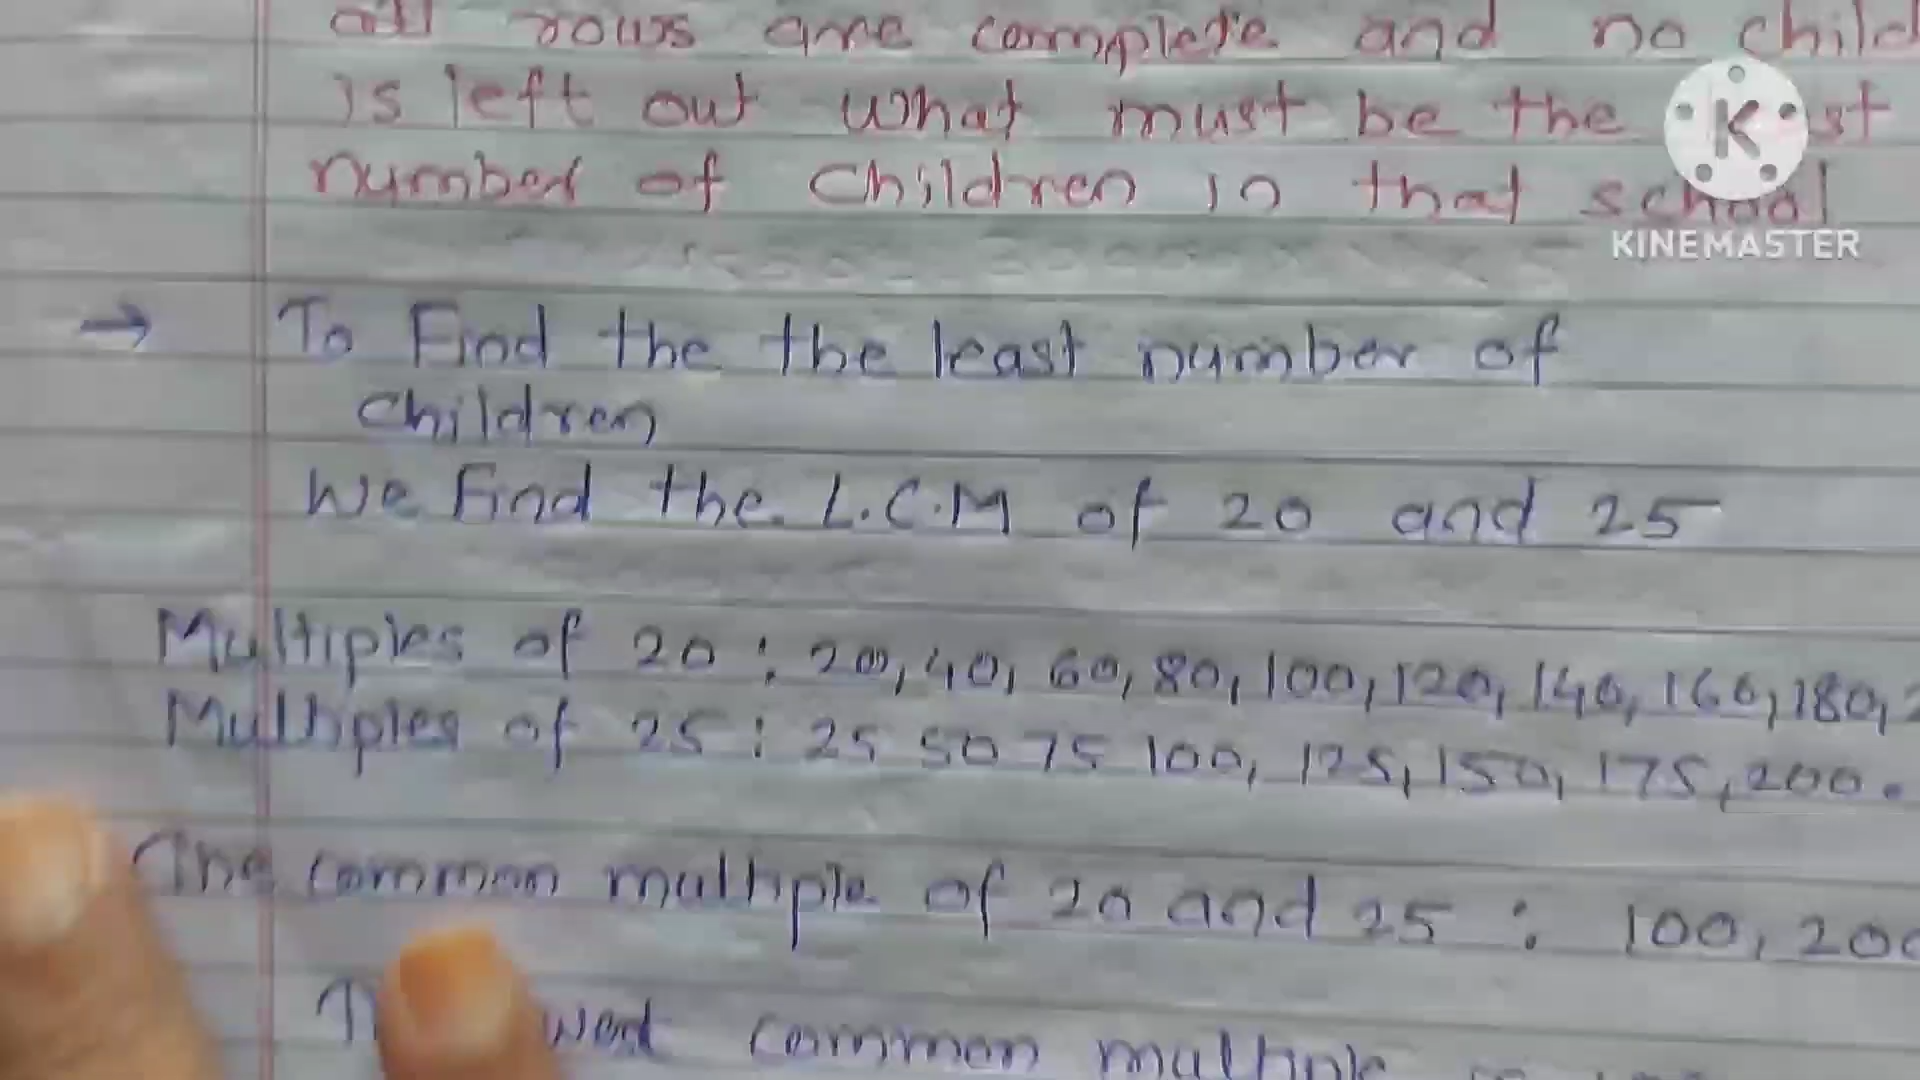 all rows are complete and no child
is left out what must be the
number of children in that school
K
KINEMASTER
→ To Find the the least number of
children
We find the L.C.M of 20 and 25
Multiples of 20 : 20, 40, 60, 80, 100, 120, 140, 160, 180,
Multiples of 25 : 25 50 75 100, 125, 150, 175, 200.
The common multiple of 20 and 25 : 100, 200
common multiple